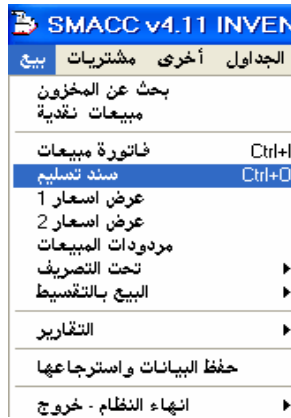 SMACC v4.11 INVEN
بيع مشتريات أخرى الجداول
بحث عن المخزون
مبيعات نقدية
فاتورة مبيعات Ctrl+I
سند تسليم Ctrl+O
عرض اسعار 1
عرض اسعار 2
مردودات المبيعات
تحت التصريف
البيع بالتقسيط
التقارير
حفظ البيانات واسترجاعها
انهاء النظام - خروج